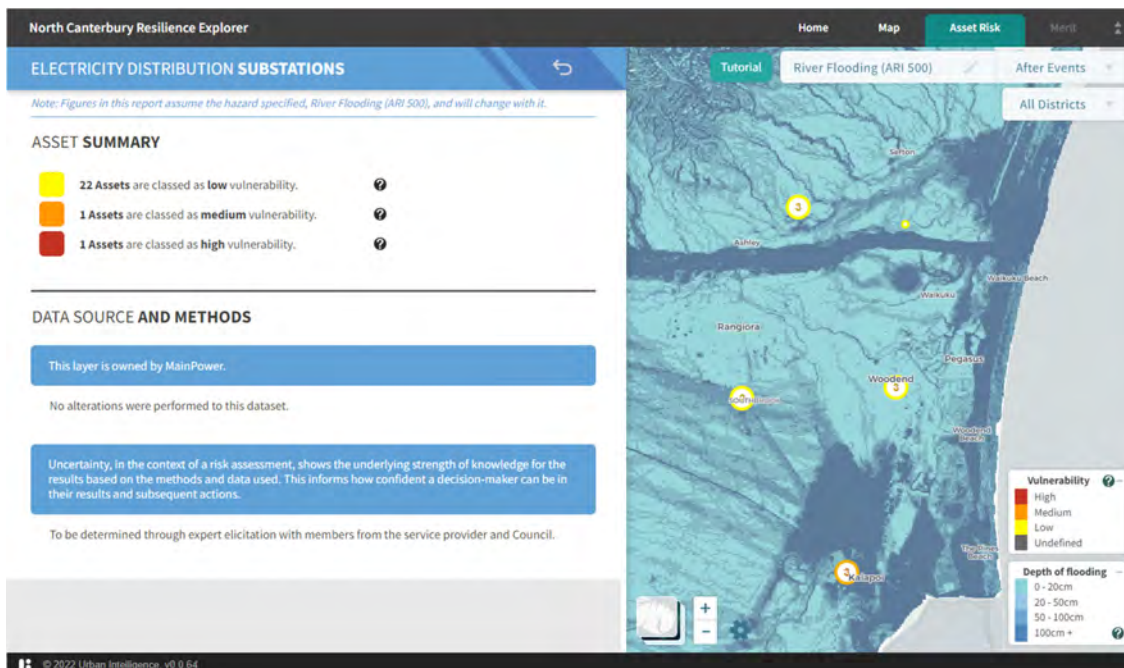 North Canterbury Resilience Explorer
Home
Map
Asset Risk
Merit
ELECTRICITY DISTRIBUTION SUBSTATIONS
Note: Figures in this report assume the hazard specified, River Flooding (ARI 500), and will change with it.
ASSET SUMMARY
22 Assets are classed as low vulnerability.
?
1 Assets are classed as medium vulnerability.
?
1 Assets are classed as high vulnerability.
?
DATA SOURCE AND METHODS
This layer is owned by MainPower.
No alterations were performed to this dataset.
Uncertainty, in the context of a risk assessment, shows the underlying strength of knowledge for the
results based on the methods and data used. This informs how confident a decision-maker can be in
their results and subsequent actions.
To be determined through expert elicitation with members from the service provider and Council.
Tutorial
River Flooding (ARI 500)
After Events
All Districts
Sefton
3
Ashley
Waikuku Beach
Waikuku
Rangiora
Pegasus
Woodend
3
Woodend
Beach
The Pines
Beach
3
Kaiapoi
Vulnerability
?
High
Medium
Low
Undefined
Depth of flooding
0 - 20cm
20 - 50cm
50 - 100cm
100cm +
?
+
-
© 2022 Urban Intelligence, v0.0.64